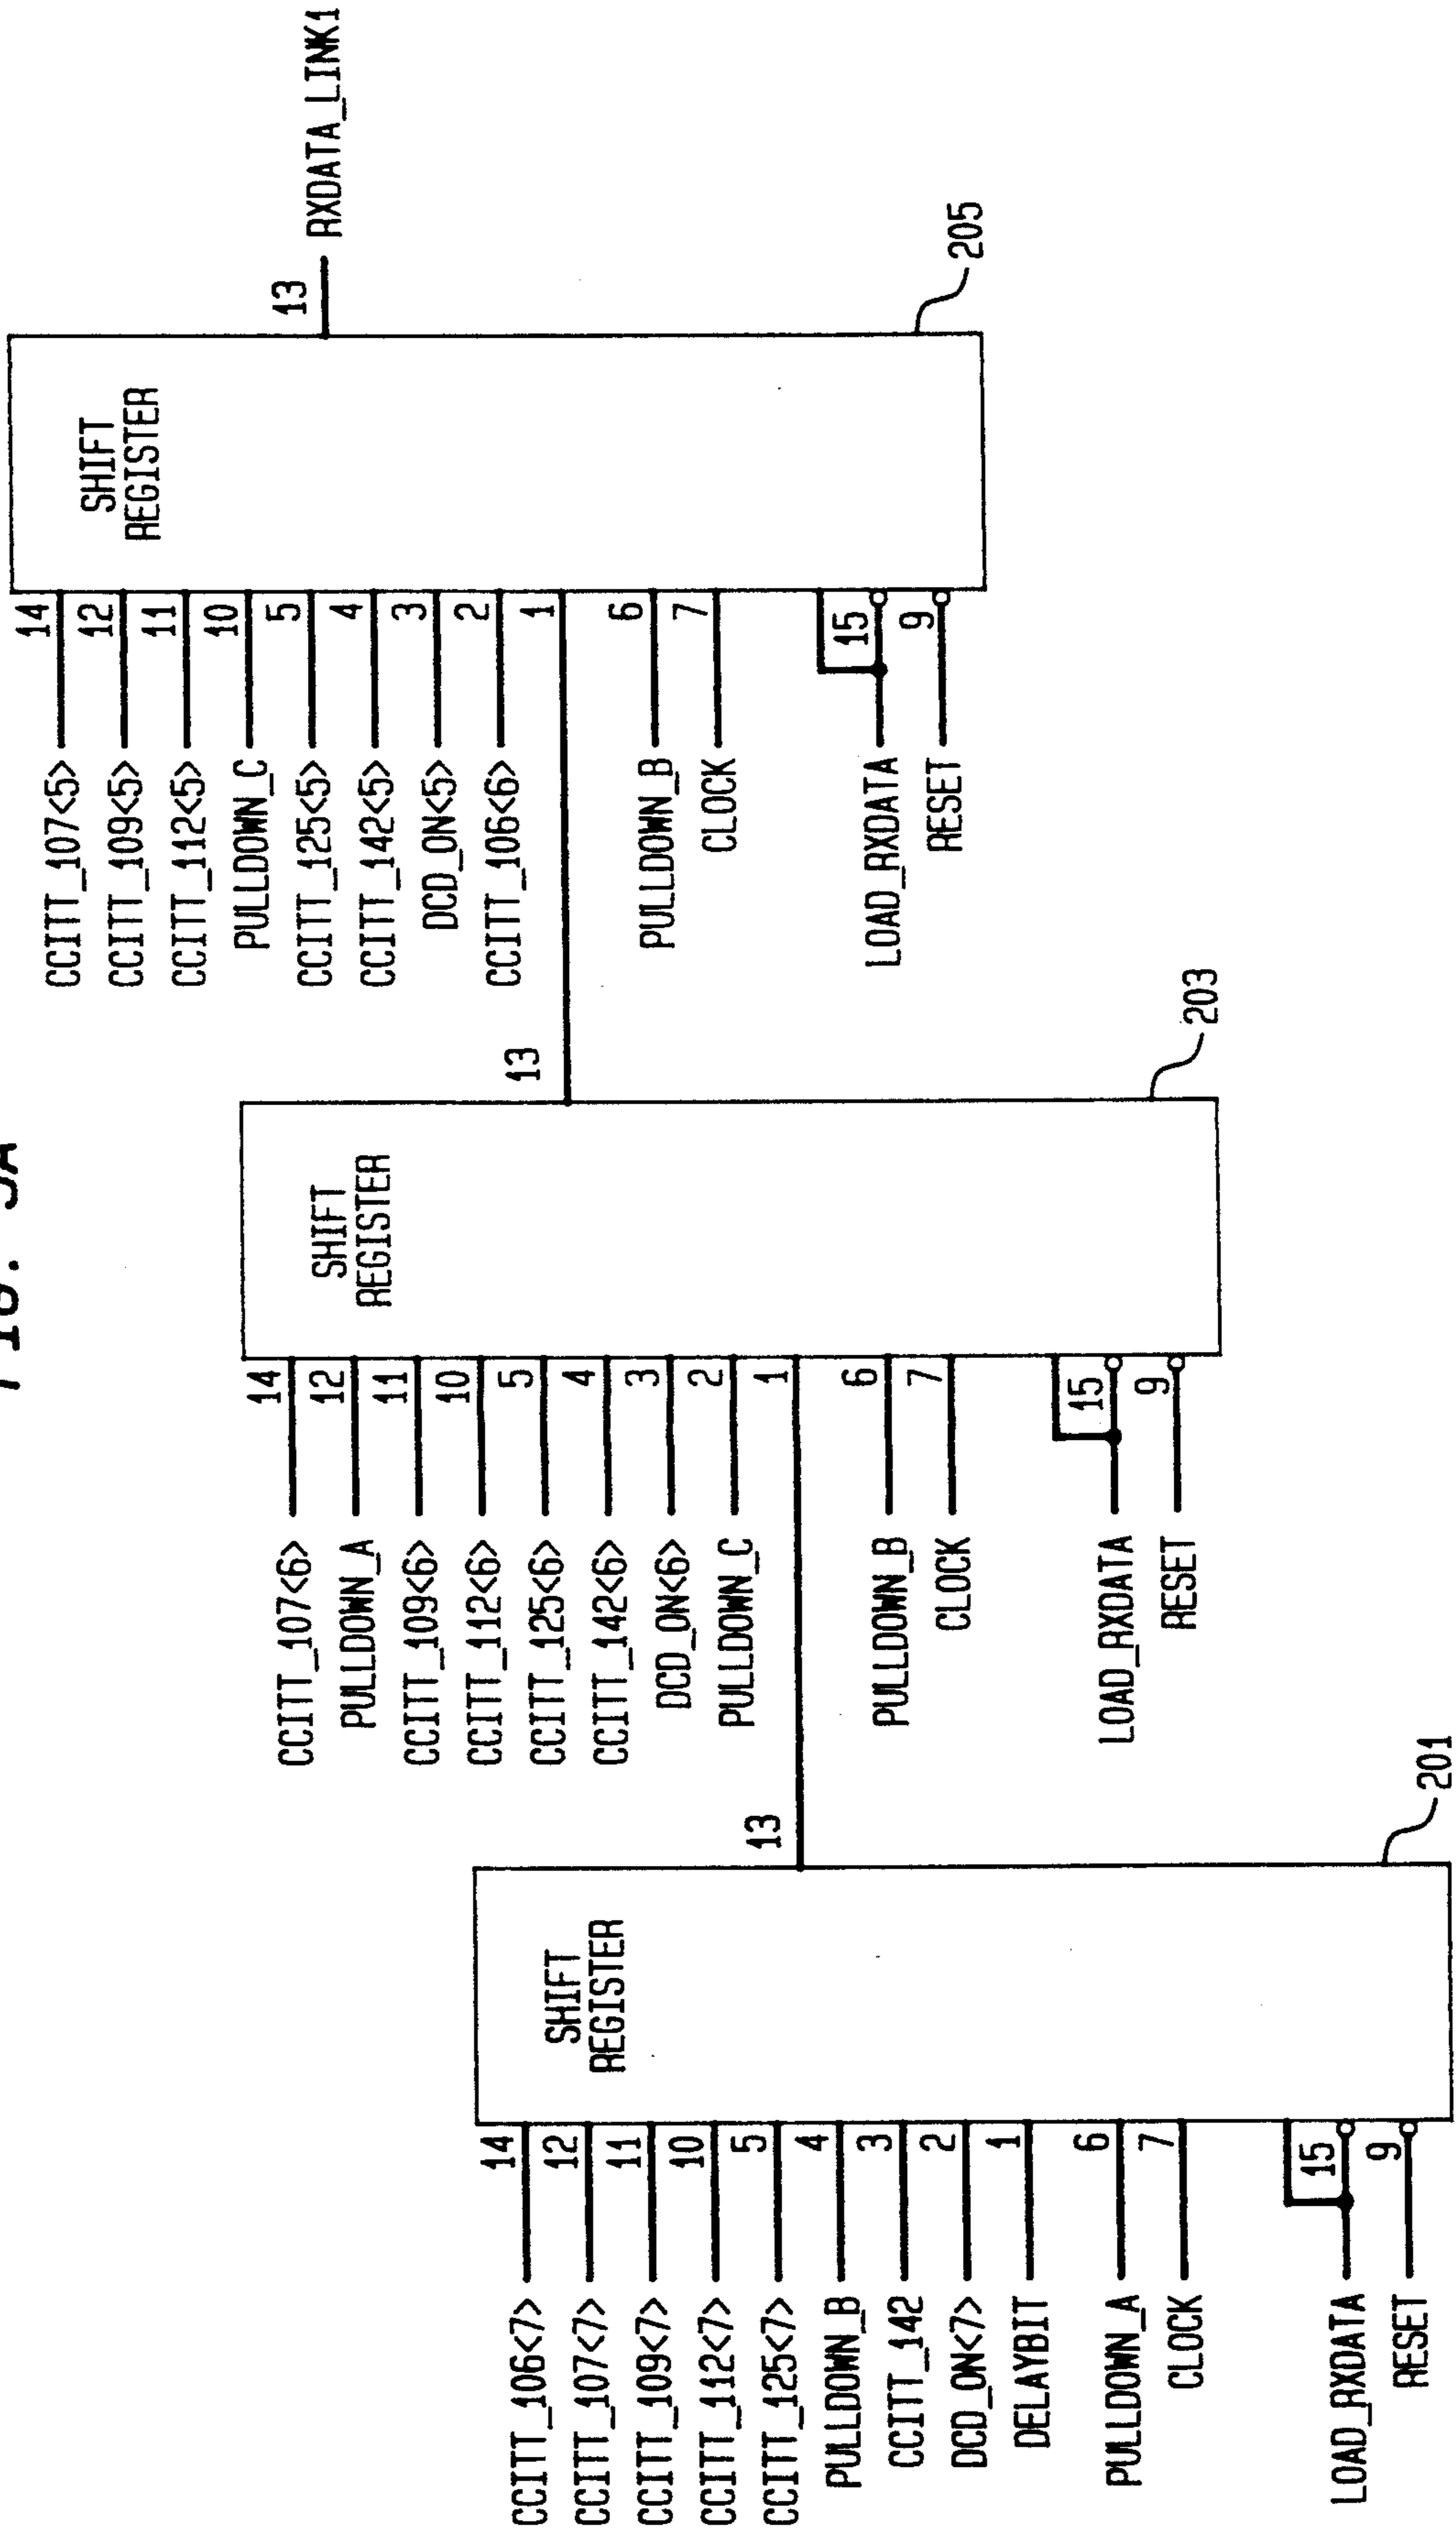 FIG. 5A
SHIFT
REGISTER
201
CCITT_106<7> 14
CCITT_107<7> 12
CCITT_109<7> 11
CCITT_112<7> 10
CCITT_125<7> 5
PULLDOWN_B 4
CCITT_142 3
DCD_ON<7> 2
DELAYBIT 1
PULLDOWN_A 6
CLOCK 7
LOAD_RXDATA 15
RESET 9
13
SHIFT
REGISTER
203
CCITT_107<6> 14
PULLDOWN_A 12
CCITT_109<6> 11
CCITT_112<6> 10
CCITT_125<6> 5
CCITT_142<6> 4
DCD_ON<6> 3
PULLDOWN_C 2
1
PULLDOWN_B 6
CLOCK 7
LOAD_RXDATA 15
RESET 9
13
SHIFT
REGISTER
205
CCITT_107<5> 14
CCITT_109<5> 12
CCITT_112<5> 11
PULLDOWN_C 10
CCITT_125<5> 5
CCITT_142<5> 4
DCD_ON<5> 3
CCITT_106<6> 2
1
PULLDOWN_B 6
CLOCK 7
LOAD_RXDATA 15
RESET 9
13 RXDATA_LINK1